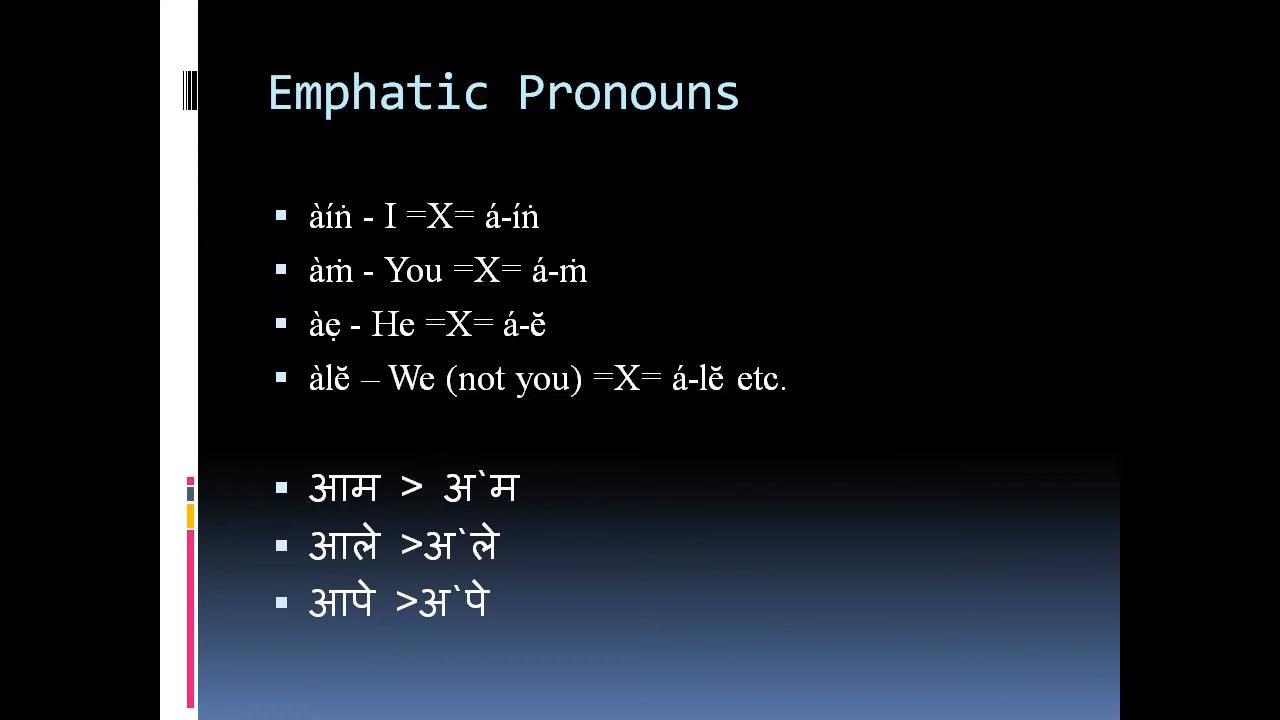 Emphatic Pronouns
àíṅ - I =X= á-íṅ
àṁ - You =X= á-ṁ
àẹ - He =X= á-ĕ
àlĕ – We (not you) =X= á-lĕ etc.
आम > अ`म
आले >अ`ले
आपे >अ`पे